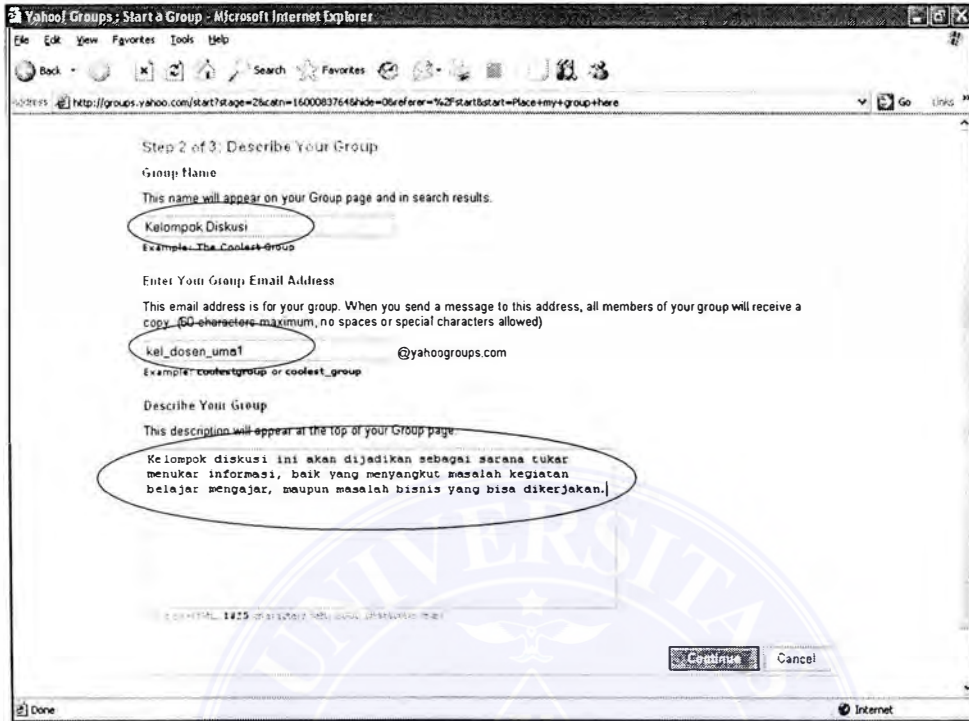 Yahoo! Groups : Start a Group - Microsoft Internet Explorer
File Edit View Favorites Tools Help
Back Search Favorites
Address http://groups.yahoo.com/start?stage=2&catn=1600083764&hide=0&referer=%2Fstart&start=Place+my+group+here Go Links »
Step 2 of 3: Describe Your Group
Group Name
This name will appear on your Group page and in search results.
Kelompok Diskusi
Example: The Coolest Group
Enter Your Group Email Address
This email address is for your group. When you send a message to this address, all members of your group will receive a
copy. (50 characters maximum, no spaces or special characters allowed)
kel_dosen_uma1 @yahoogroups.com
Example: coolestgroup or coolest_group
Describe Your Group
This description will appear at the top of your Group page.
Kelompok diskusi ini akan dijadikan sebagai sarana tukar
menukar informasi, baik yang menyangkut masalah kegiatan
belajar mengajar, maupun masalah bisnis yang bisa dikerjakan.
UNIVERSITAS
Continue Cancel
Done Internet